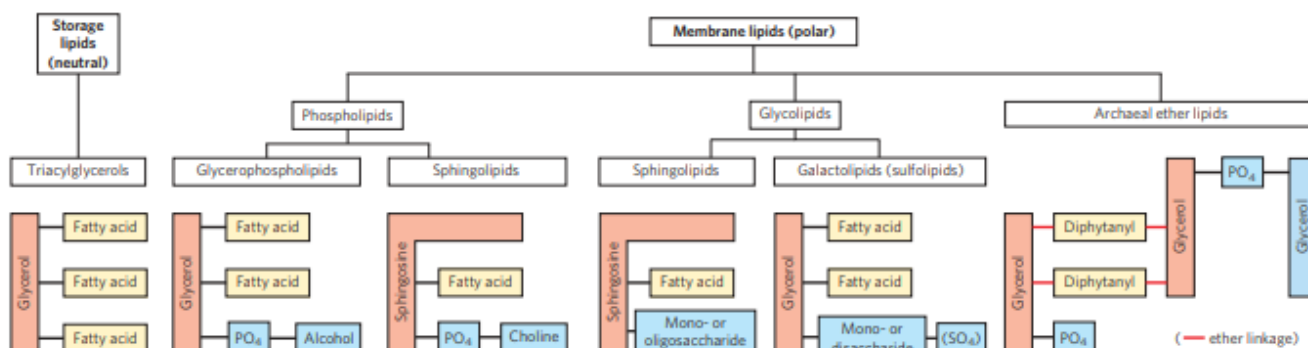 Storage
lipids
(neutral)
Membrane lipids (polar)
Phospholipids
Glycolipids
Archaeal ether lipids
Triacylglycerols
Glycerophospholipids
Sphingolipids
Sphingolipids
Galactolipids (sulfolipids)
Glycerol
Fatty acid
Fatty acid
Fatty acid
Glycerol
Fatty acid
Fatty acid
PO₄
Alcohol
Sphingosine
Fatty acid
PO₄
Choline
Sphingosine
Fatty acid
Mono- or
oligosaccharide
Glycerol
Fatty acid
Fatty acid
Mono- or
disaccharide
(SO₄)
Glycerol
Diphytanyl
Diphytanyl
PO₄
Glycerol
PO₄
Glycerol
( — ether linkage)